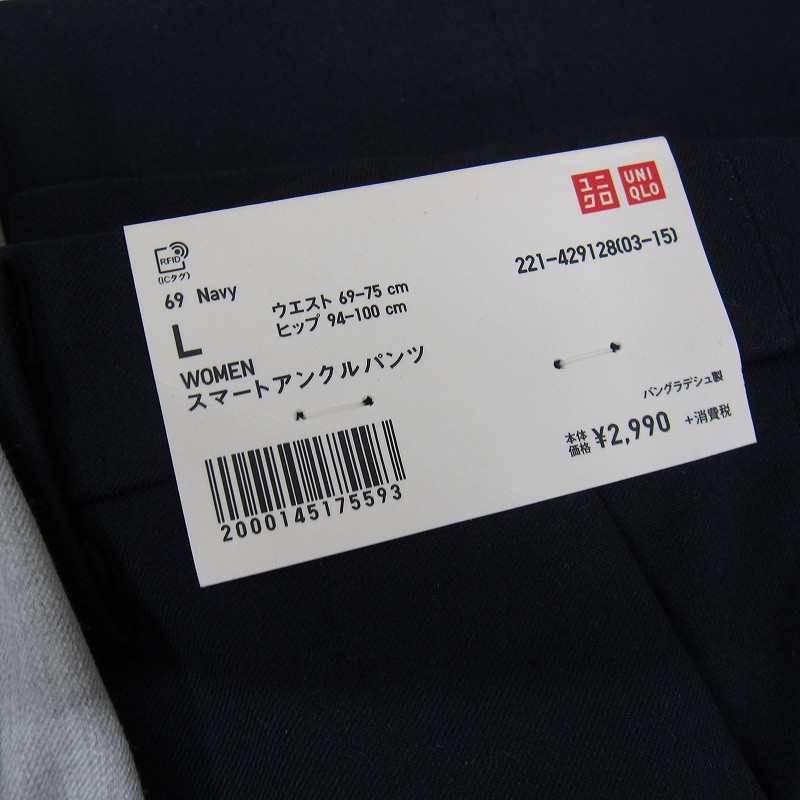 ユニ
クロ
UNI
QLO
RFID
(ICタグ)
221-429128(03-15)
69 Navy
L
ウエスト 69-75 cm
ヒップ 94-100 cm
WOMEN
スマートアンクルパンツ
バングラデシュ製
本体
価格 ¥2,990 +消費税
2000145175593